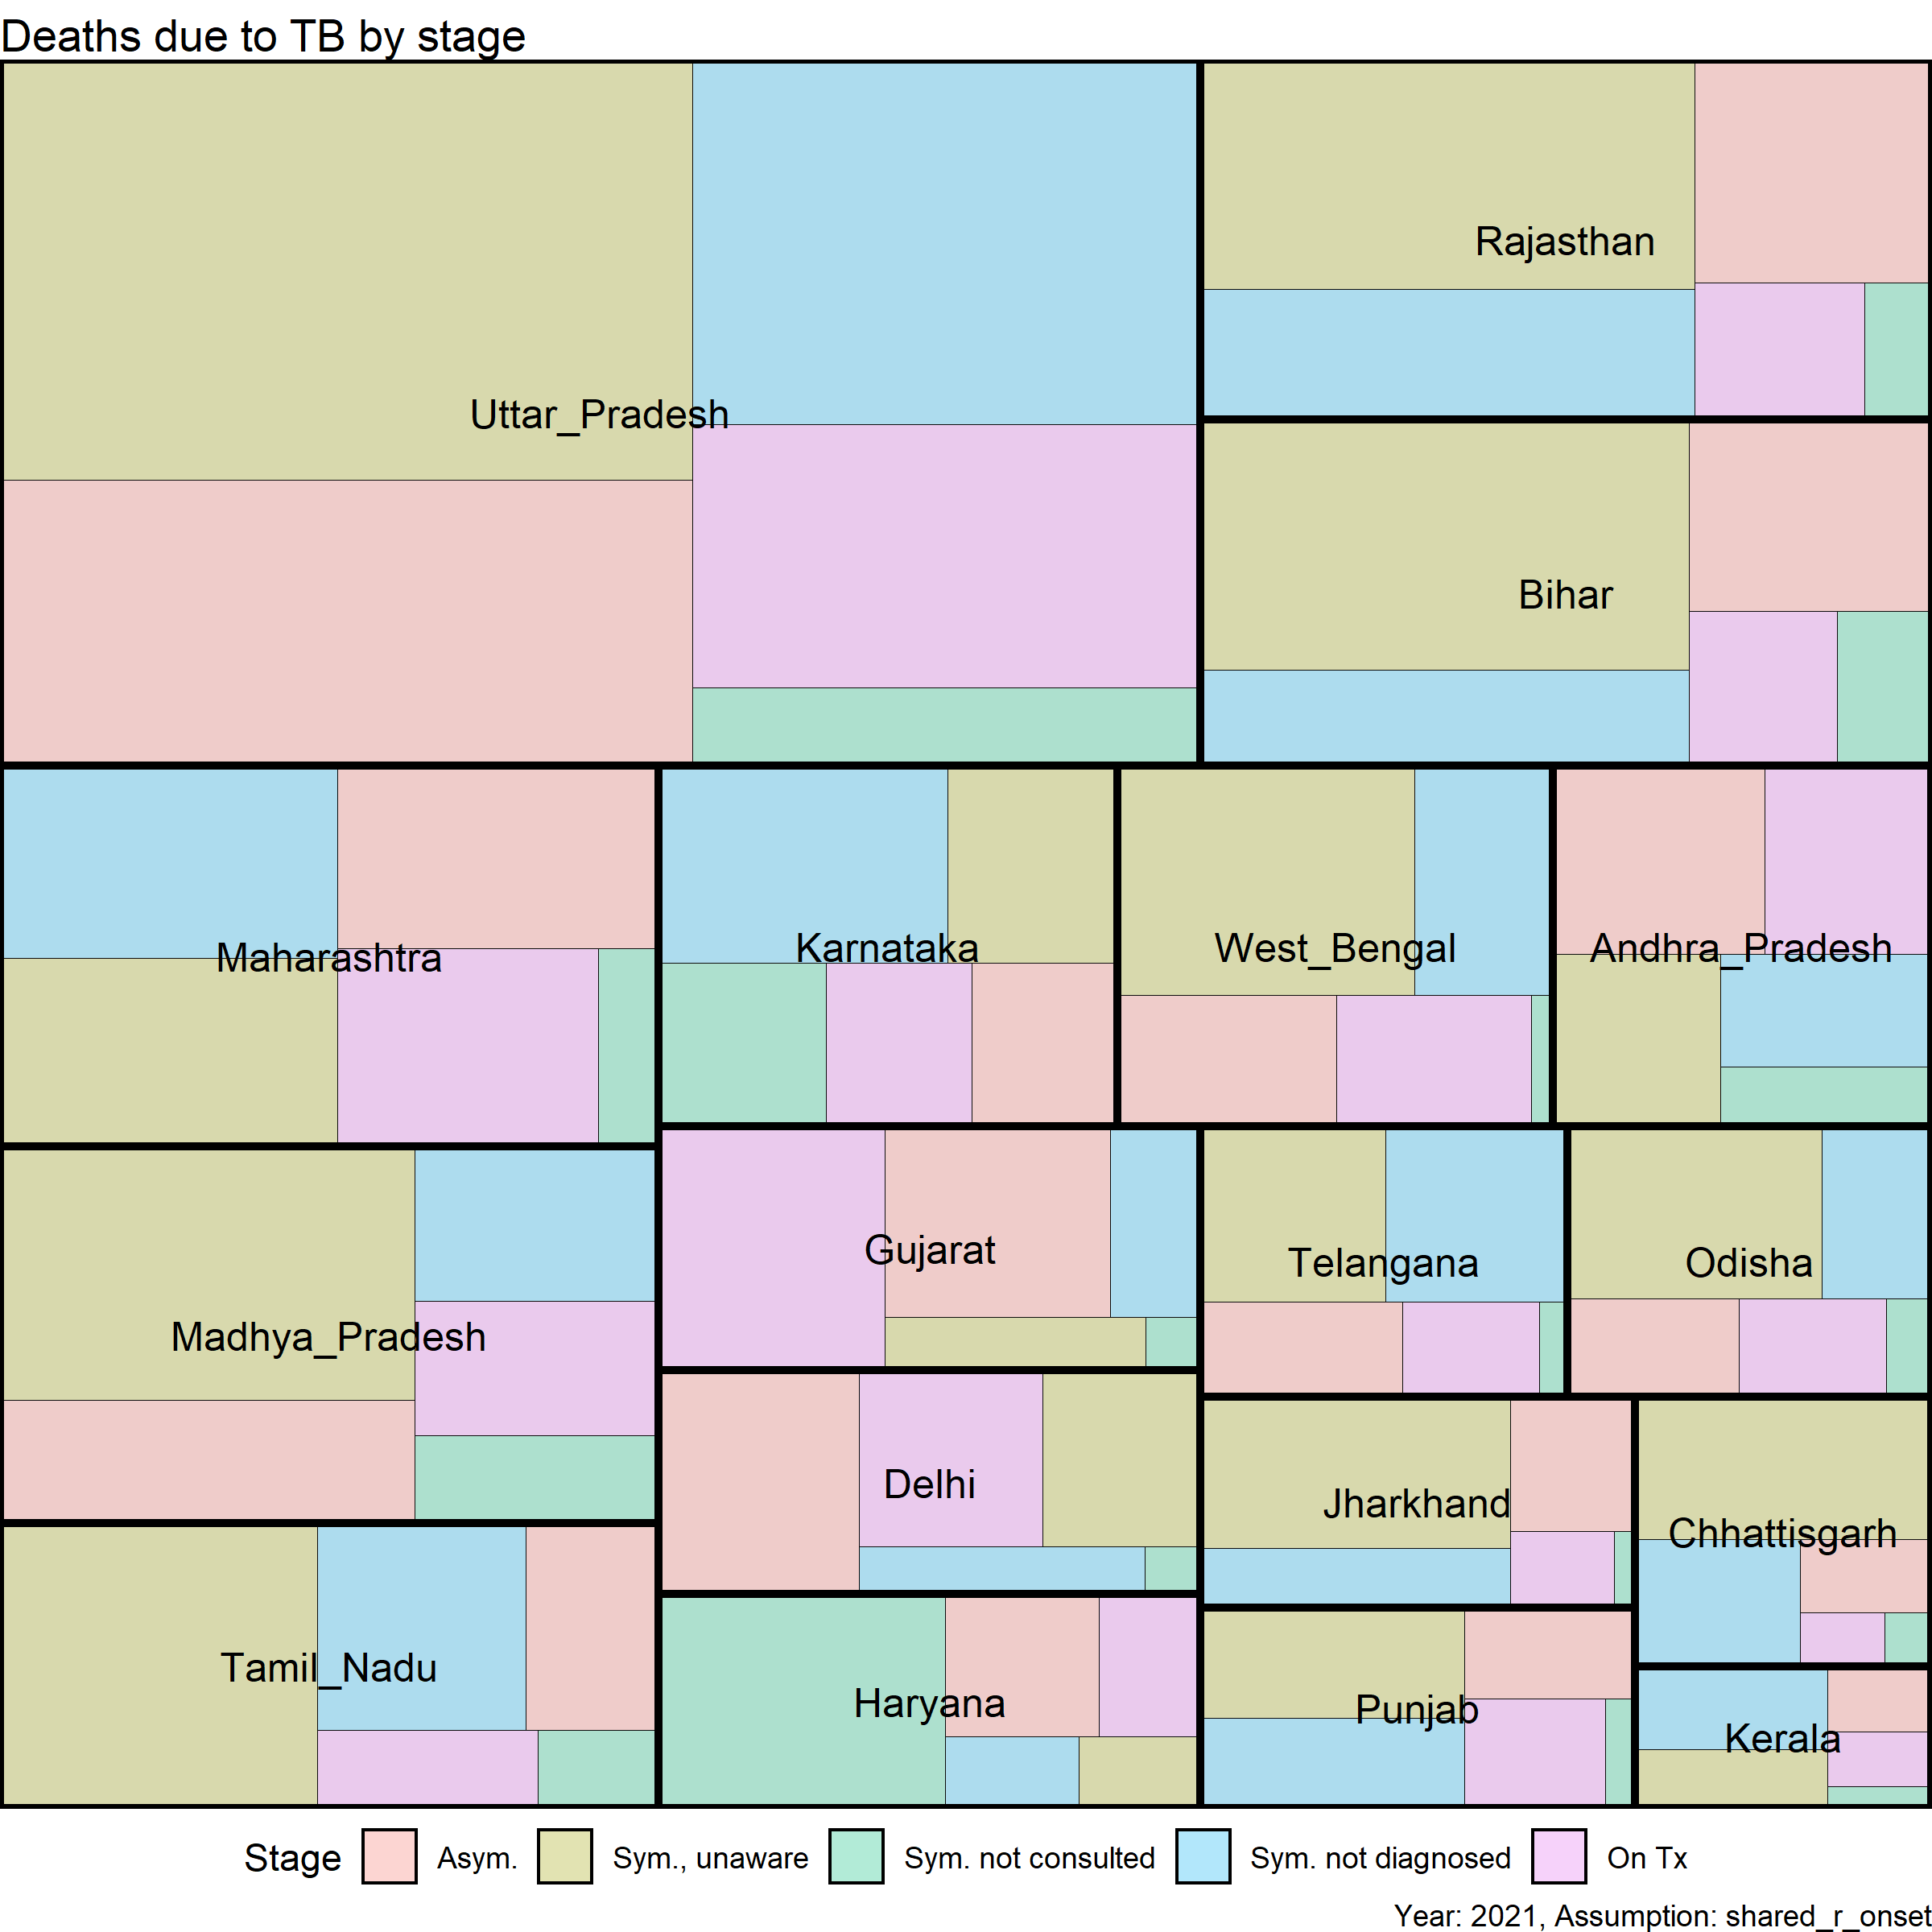 Deaths due to TB by stage
Uttar_Pradesh
Rajasthan
Bihar
Maharashtra
Karnataka
West_Bengal
Andhra_Pradesh
Madhya_Pradesh
Gujarat
Telangana
Odisha
Delhi
Jharkhand
Chhattisgarh
Tamil_Nadu
Haryana
Punjab
Kerala
Stage Asym. Sym., unaware Sym. not consulted Sym. not diagnosed On Tx
Year: 2021, Assumption: shared_r_onset